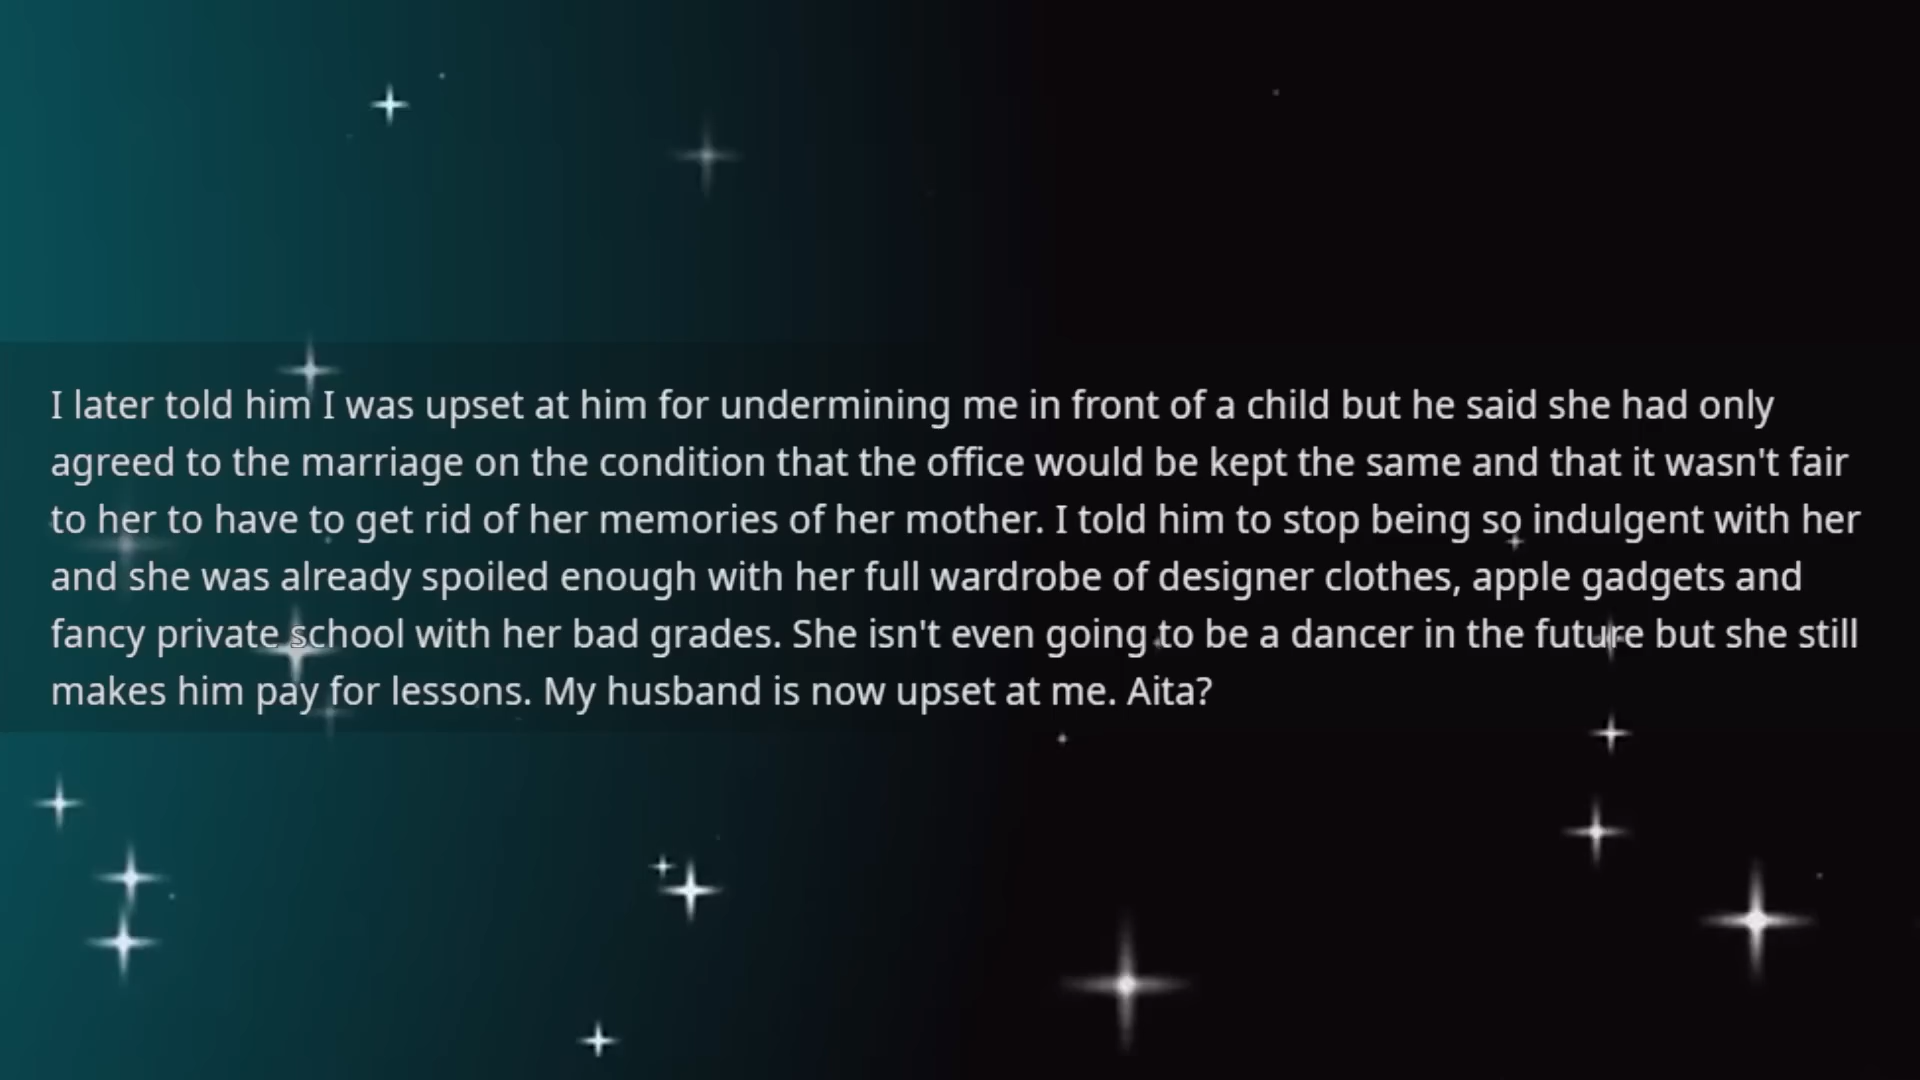 I later told him I was upset at him for undermining me in front of a child but he said she had only
agreed to the marriage on the condition that the office would be kept the same and that it wasn't fair
to her to have to get rid of her memories of her mother. I told him to stop being so indulgent with her
and she was already spoiled enough with her full wardrobe of designer clothes, apple gadgets and
fancy private school with her bad grades. She isn't even going to be a dancer in the future but she still
makes him pay for lessons. My husband is now upset at me. Aita?